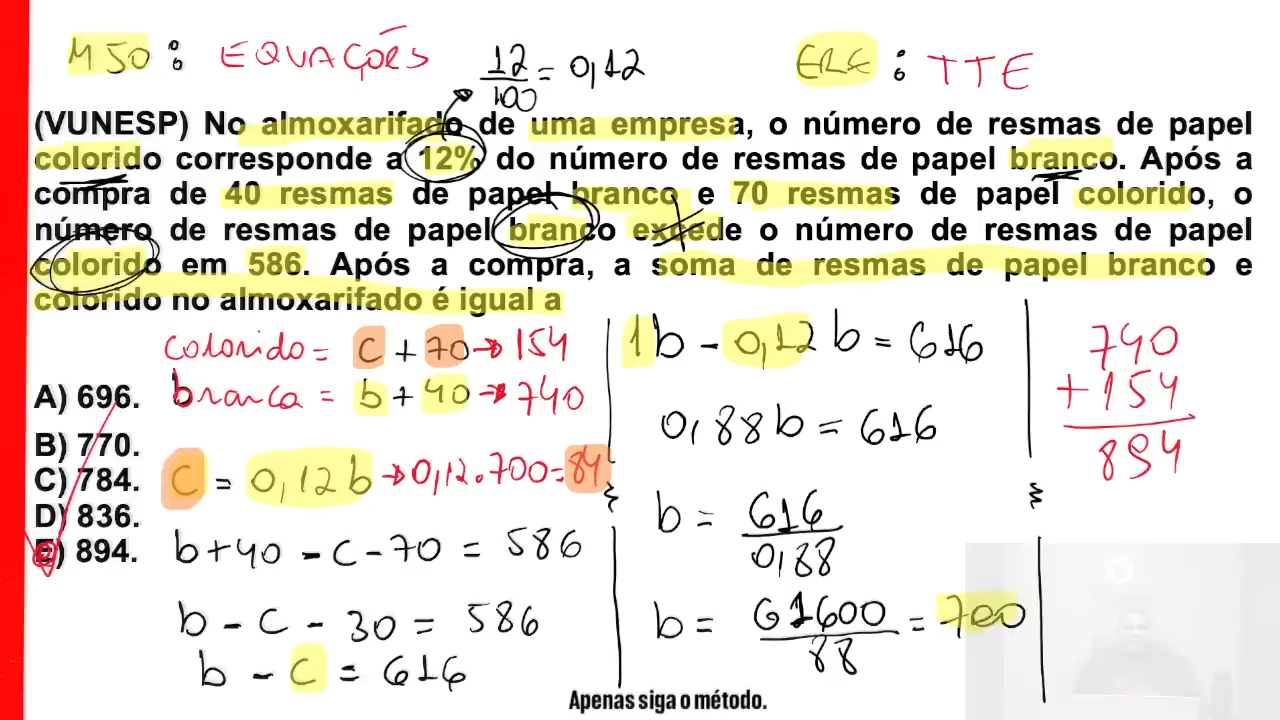 M50 : EQUAÇÕES
12/100 = 0,12
ERE : TTE
(VUNESP) No almoxarifado de uma empresa, o número de resmas de papel
colorido corresponde a 12% do número de resmas de papel branco. Após a
compra de 40 resmas de papel branco e 70 resmas de papel colorido, o
número de resmas de papel branco excede o número de resmas de papel
colorido em 586. Após a compra, a soma de resmas de papel branco e
colorido no almoxarifado é igual a
A) 696.
B) 770.
C) 784.
D) 836.
E) 894.
colorido = c + 70 → 154
branca = b + 40 → 740
c = 0,12b → 0,12.700=84
b+40 - c - 70 = 586
b - c - 30 = 586
b - c = 616
1b - 0,12b = 616
0,88b = 616
b = 616/0,88
b = 61600/88 = 700
740
+154
894
Apenas siga o método.